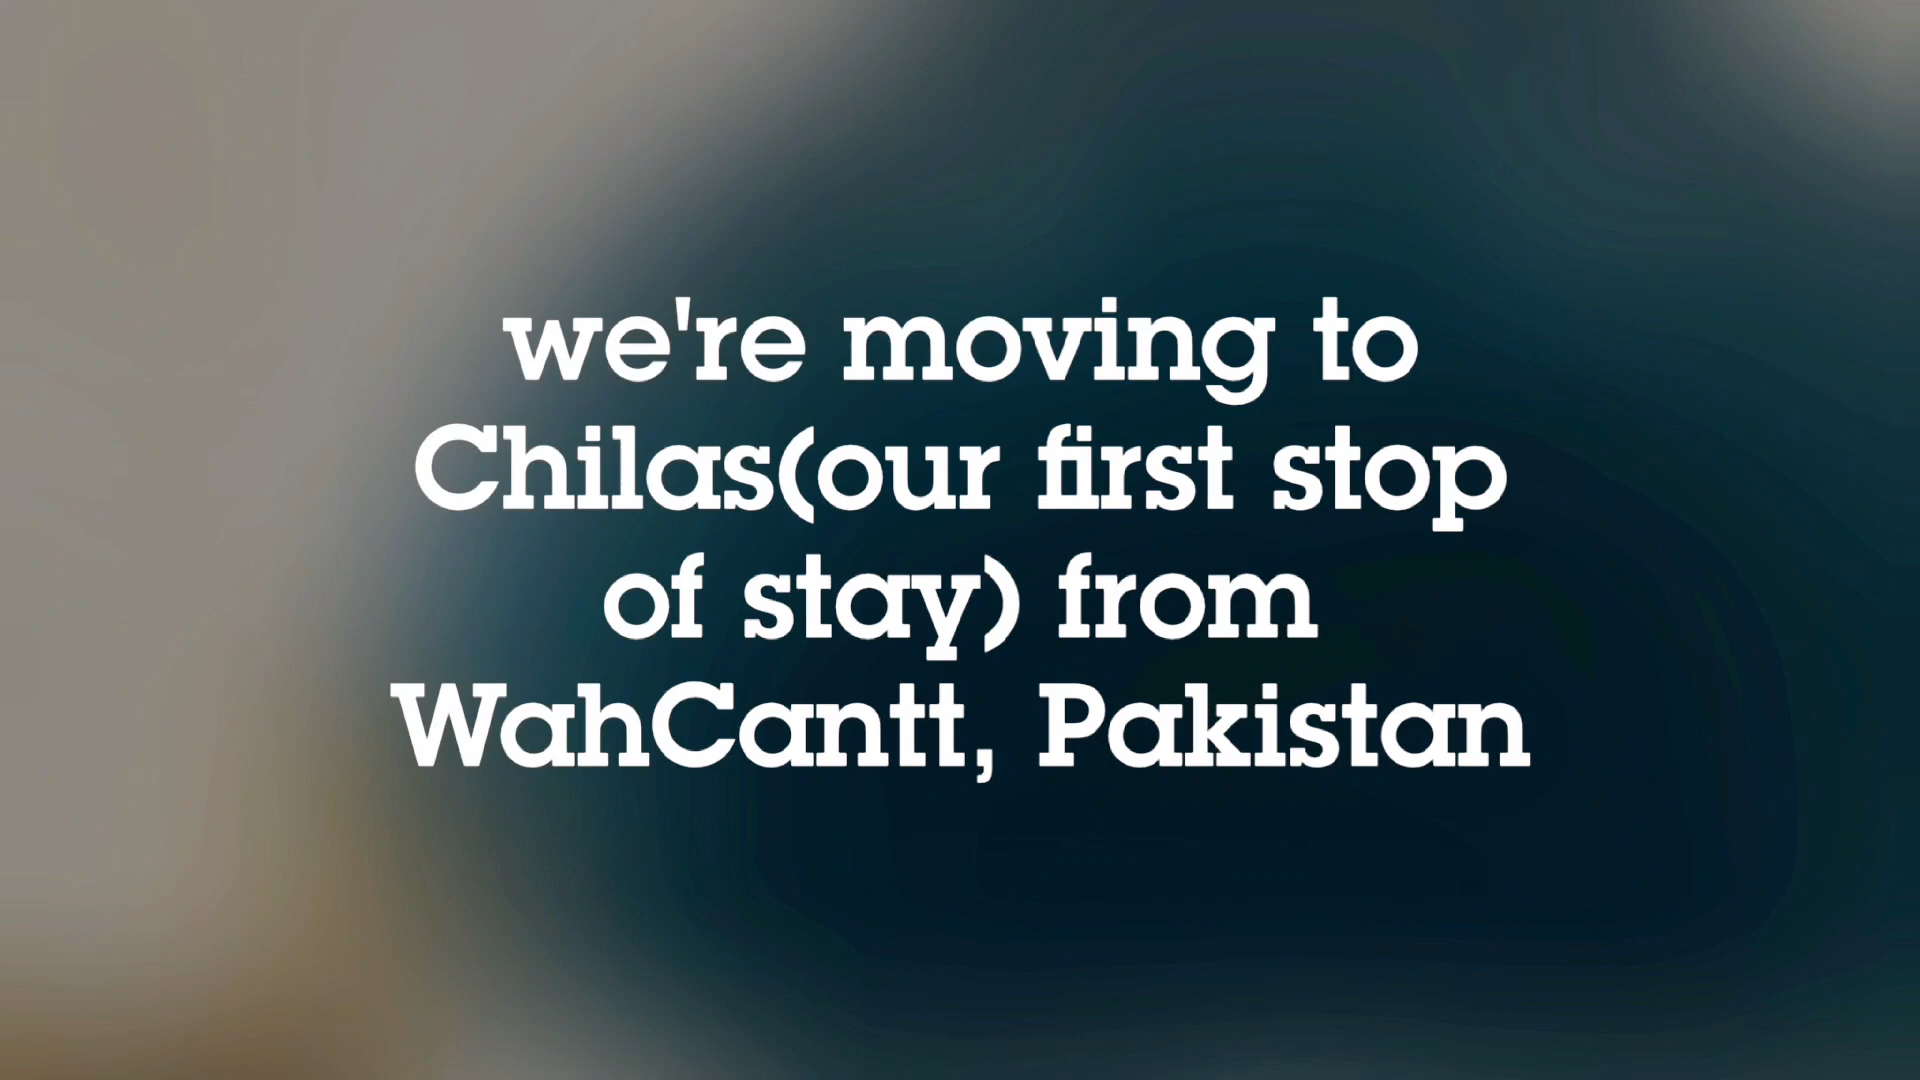 we're moving to
Chilas(our first stop
of stay) from
WahCantt, Pakistan